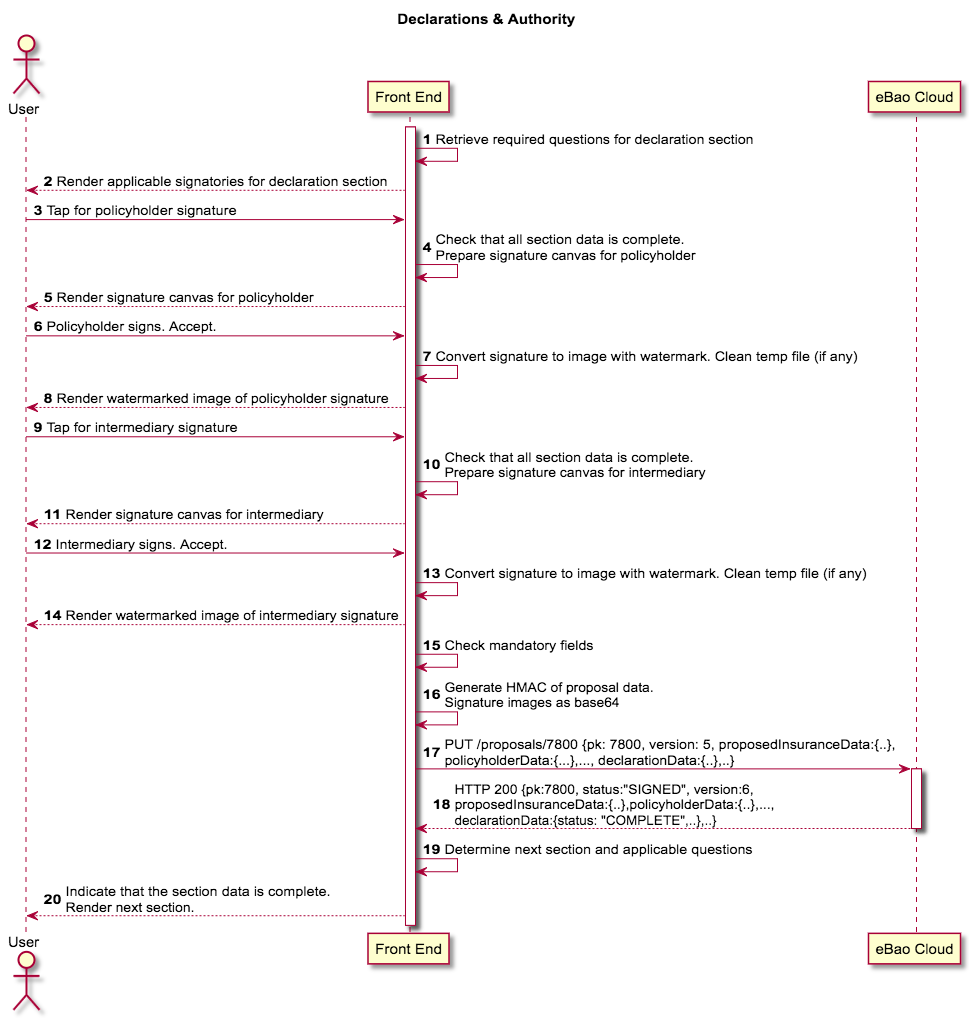 Declarations & Authority
User
Front End
eBao Cloud
1 Retrieve required questions for declaration section
2 Render applicable signatories for declaration section
3 Tap for policyholder signature
4 Check that all section data is complete.
Prepare signature canvas for policyholder
5 Render signature canvas for policyholder
6 Policyholder signs. Accept.
7 Convert signature to image with watermark. Clean temp file (if any)
8 Render watermarked image of policyholder signature
9 Tap for intermediary signature
10 Check that all section data is complete.
Prepare signature canvas for intermediary
11 Render signature canvas for intermediary
12 Intermediary signs. Accept.
13 Convert signature to image with watermark. Clean temp file (if any)
14 Render watermarked image of intermediary signature
15 Check mandatory fields
16 Generate HMAC of proposal data.
Signature images as base64
17 PUT /proposals/7800 {pk: 7800, version: 5, proposedInsuranceData:{..},
policyholderData:{...},..., declarationData:{..},..}
HTTP 200 {pk:7800, status:"SIGNED", version:6,
18 proposedInsuranceData:{..},policyholderData:{..},...,
declarationData:{status: "COMPLETE",..},..}
19 Determine next section and applicable questions
20 Indicate that the section data is complete.
Render next section.
User
Front End
eBao Cloud